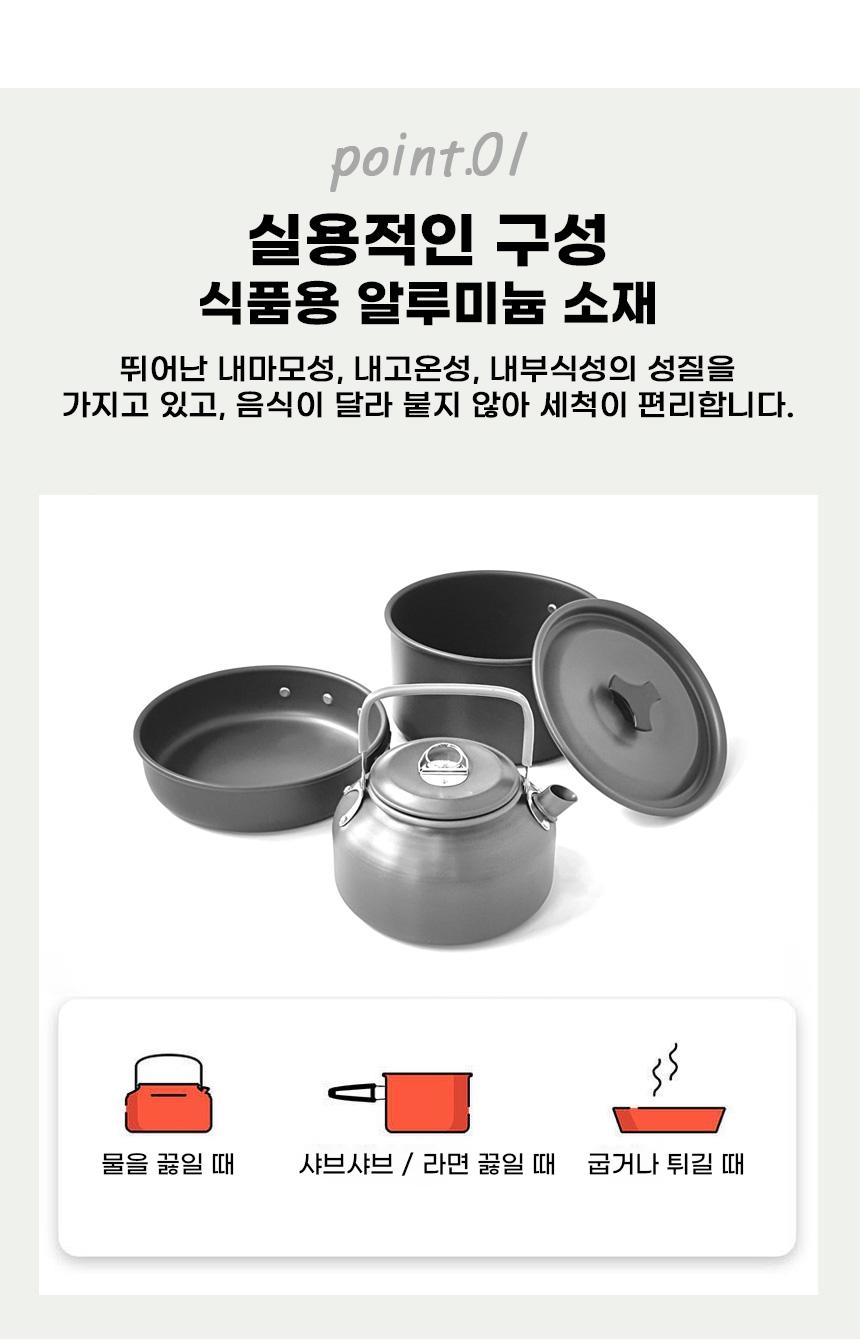 point.01
실용적인 구성
식품용 알루미늄 소재
뛰어난 내마모성, 내고온성, 내부식성의 성질을
가지고 있고, 음식이 달라 붙지 않아 세척이 편리합니다.
물을 끓일 때
샤브샤브 / 라면 끓일 때
굽거나 튀길 때